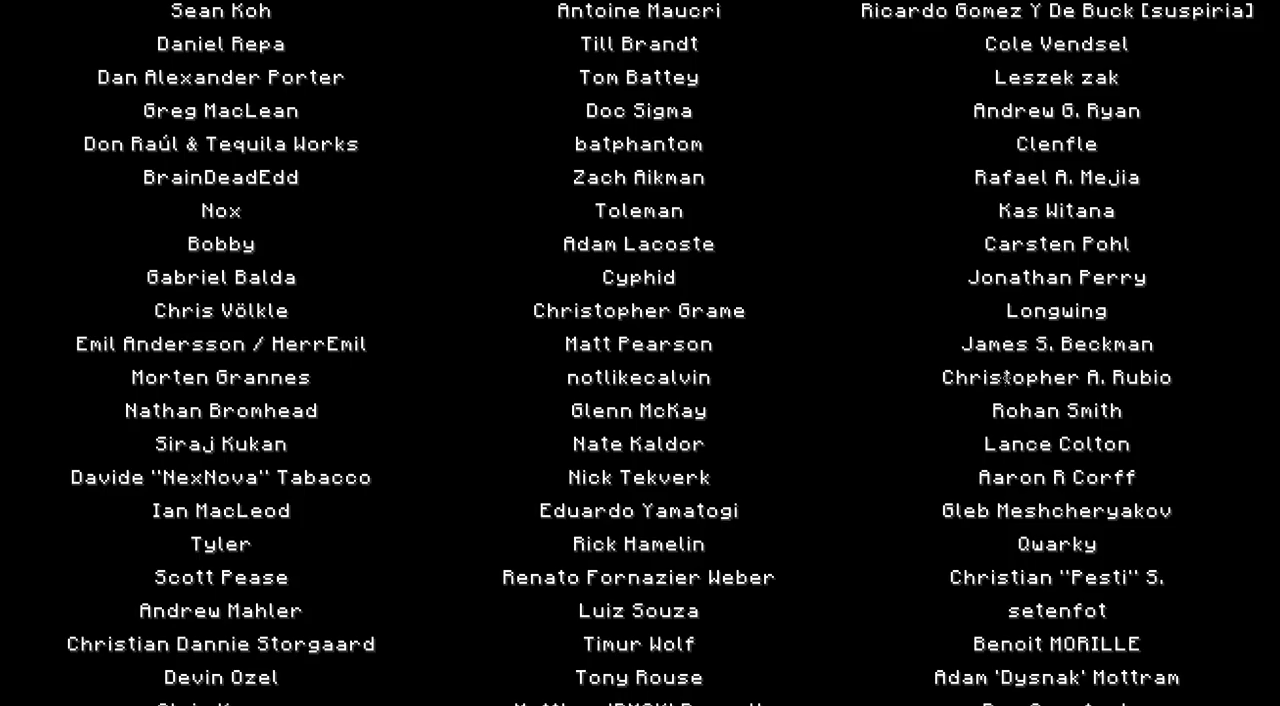 Sean Koh Antoine Maucri Ricardo Gomez Y De Buck [suspiria]
Daniel Repa Till Brandt Cole Vendsel
Dan Alexander Porter Tom Battey Leszek zak
Greg MacLean Doc Sigma Andrew G. Ryan
Don Raúl & Tequila Works batphantom Clenfle
BrainDeadEdd Zach Aikman Rafael A. Mejia
Nox Toleman Kas Witana
Bobby Adam Lacoste Carsten Pohl
Gabriel Balda Cyphid Jonathan Perry
Chris Völkle Christopher Grame Longwing
Emil Andersson / HerrEmil Matt Pearson James S. Beckman
Morten Grannes notlikecalvin Christopher A. Rubio
Nathan Bromhead Glenn McKay Rohan Smith
Siraj Kukan Nate Kaldor Lance Colton
Davide "NexNova" Tabacco Nick Tekverk Aaron R Corff
Ian MacLeod Eduardo Yamatogi Gleb Meshcheryakov
Tyler Rick Hamelin Qwarky
Scott Pease Renato Fornazier Weber Christian "Pesti" S.
Andrew Mahler Luiz Souza setenfot
Christian Dannie Storgaard Timur Wolf Benoit MORILLE
Devin Ozel Tony Rouse Adam 'Dysnak' Mottram